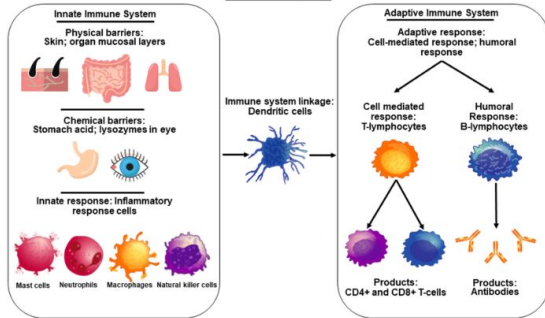 Innate Immune System
Physical barriers:
Skin; organ mucosal layers
Chemical barriers:
Stomach acid; lysozymes in eye
Innate response: Inflammatory
response cells
Mast cells
Neutrophils
Macrophages
Natural killer cells
Immune system linkage:
Dendritic cells
Adaptive Immune System
Adaptive response:
Cell-mediated response; humoral
response
Cell mediated
response:
T-lymphocytes
Humoral
Response:
B-lymphocytes
Products:
CD4+ and CD8+ T-cells
Products:
Antibodies